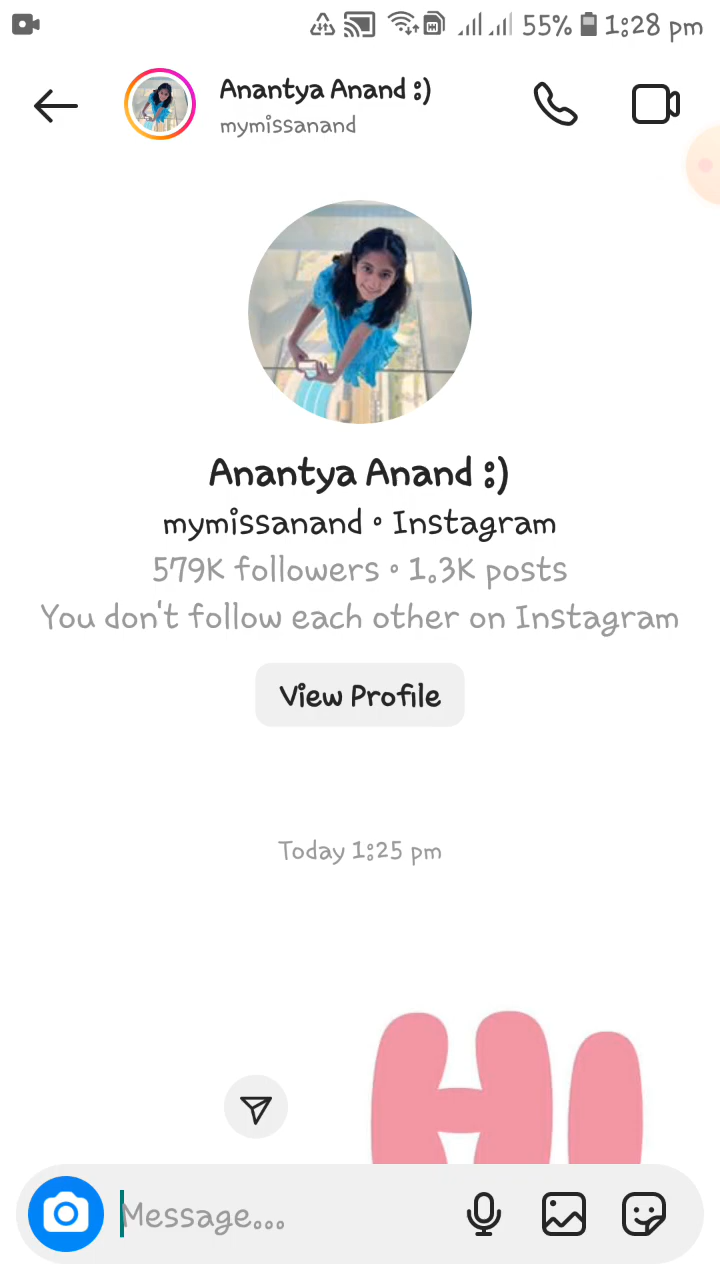 55% 1:28 pm
Anantya Anand :)
mymissanand
Anantya Anand :)
mymissanand • Instagram
579K followers • 1.3K posts
You don't follow each other on Instagram
View Profile
Today 1:25 pm
HI
Message...